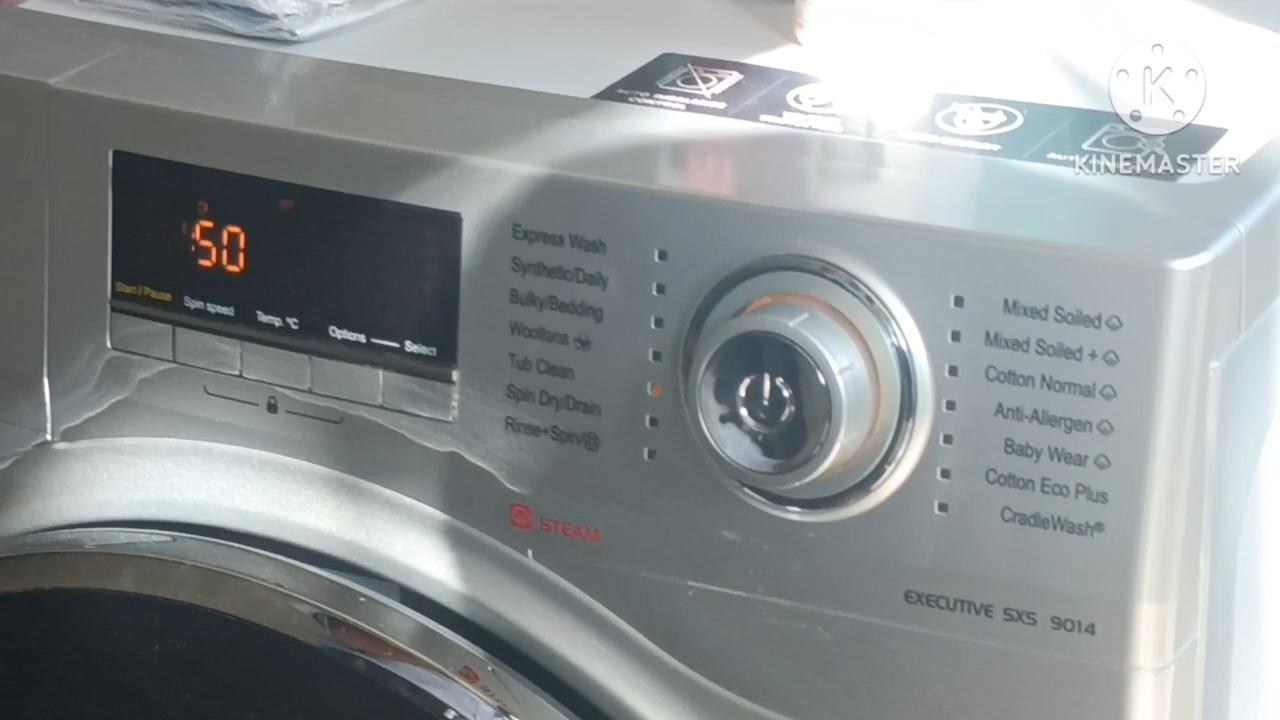 KINEMASTER
:50
Start // Pause
Spin speed
Temp. °C
Options
Select
Express Wash
Synthetic/Daily
Bulky/Bedding
Woollens
Tub Clean
Spin Dry/Drain
Rinse+Spin/
Mixed Soiled
Mixed Soiled +
Cotton Normal
Anti-Allergen
Baby Wear
Cotton Eco Plus
CradleWash®
STEAM
EXECUTIVE SXS 9014